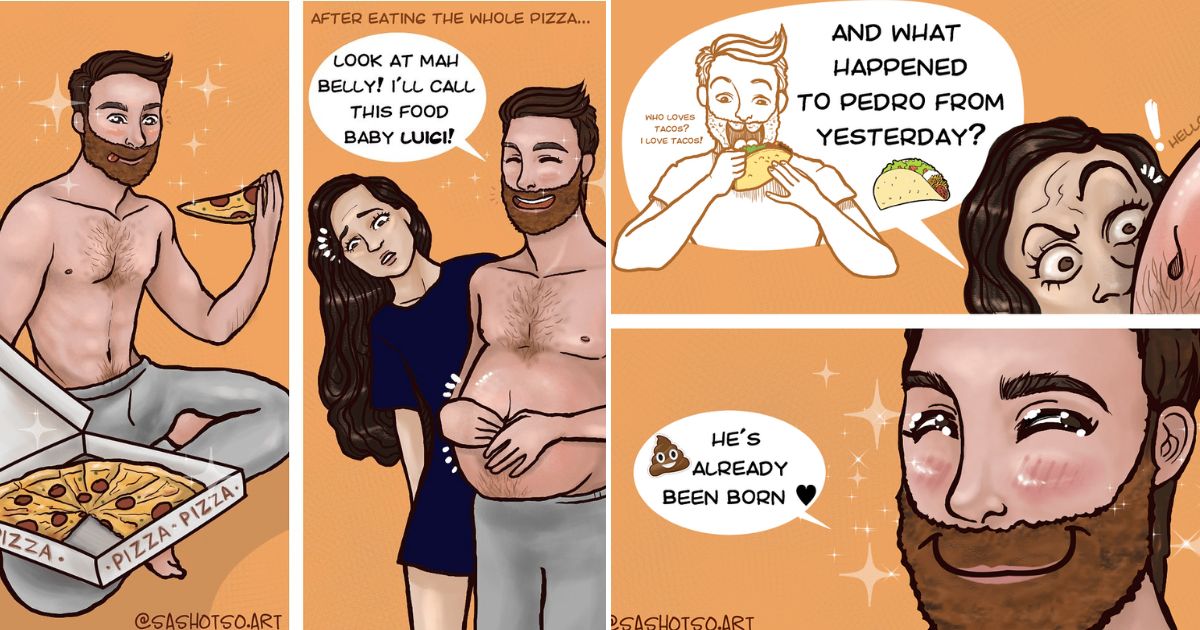 PIZZA.
·PIZZA·PIZZA·
@SASHOTSO.ART
AFTER EATING THE WHOLE PIZZA...
LOOK AT MAH
BELLY! I'LL CALL
THIS FOOD
BABY LUIGI!
WHO LOVES
TACOS?
I LOVE TACOS!
AND WHAT
HAPPENED
TO PEDRO FROM
YESTERDAY?
!
HELLO
HE'S
ALREADY
BEEN BORN
@SASHOTSO.ART